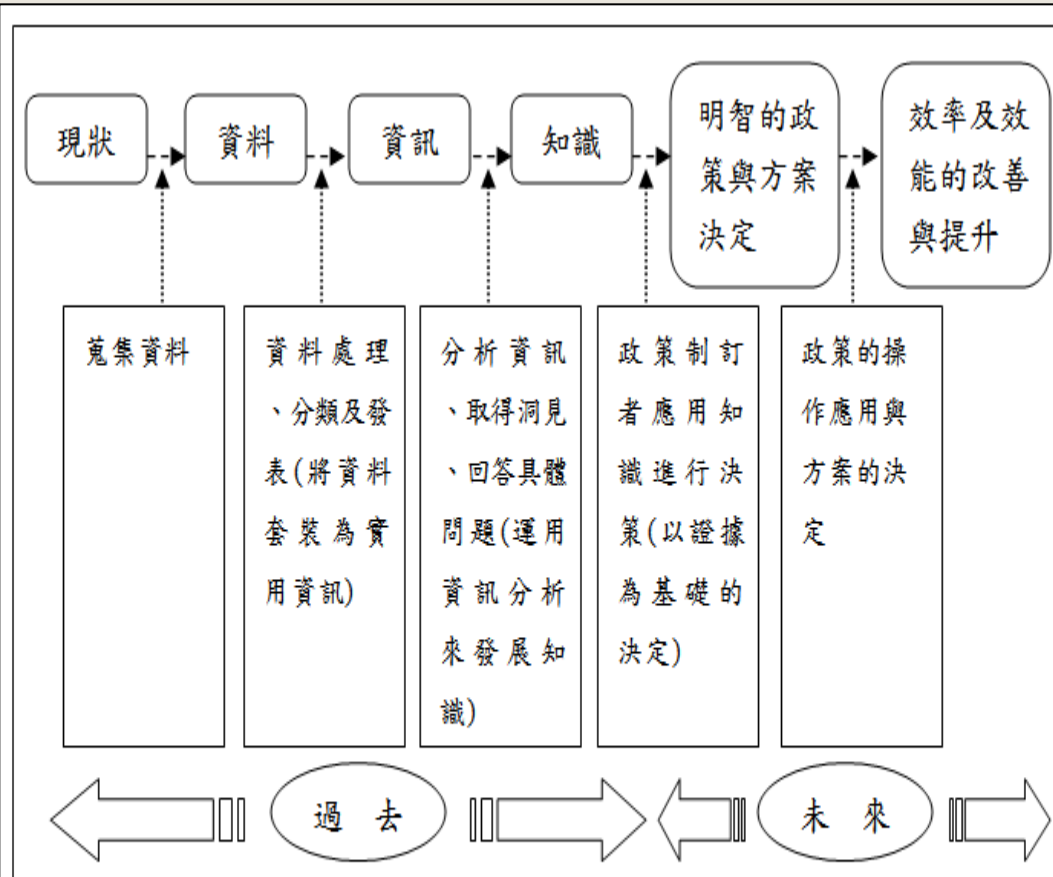 現狀
資料
資訊
知識
明智的政
策與方案
決定
效率及效
能的改善
與提升
蒐集資料
資料處理
、分類及發
表(將資料
套裝為實
用資訊)
分析資訊
、取得洞見
、回答具體
問題(運用
資訊分析
來發展知
識)
政策制訂
者應用知
識進行決
策(以證據
為基礎的
決定)
政策的操
作應用與
方案的決
定
過去
未來